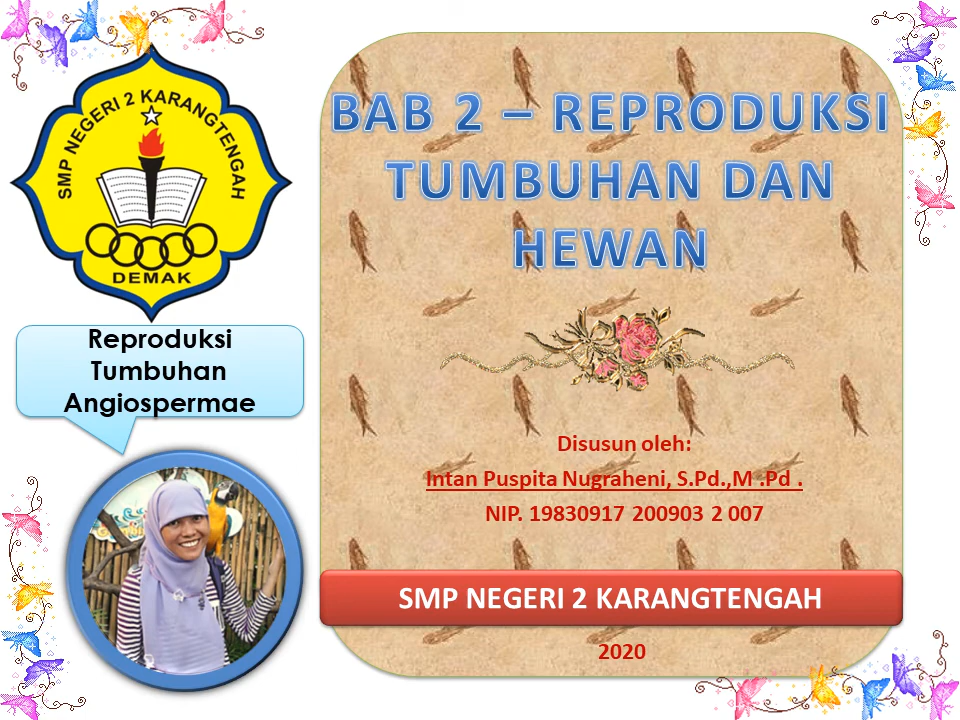 SMP NEGERI 2 KARANGTENGAH
DEMAK
Reproduksi
Tumbuhan
Angiospermae
BAB 2 – REPRODUKSI
TUMBUHAN DAN
HEWAN
Disusun oleh:
Intan Puspita Nugraheni, S.Pd.,M .Pd .
NIP. 19830917 200903 2 007
SMP NEGERI 2 KARANGTENGAH
2020